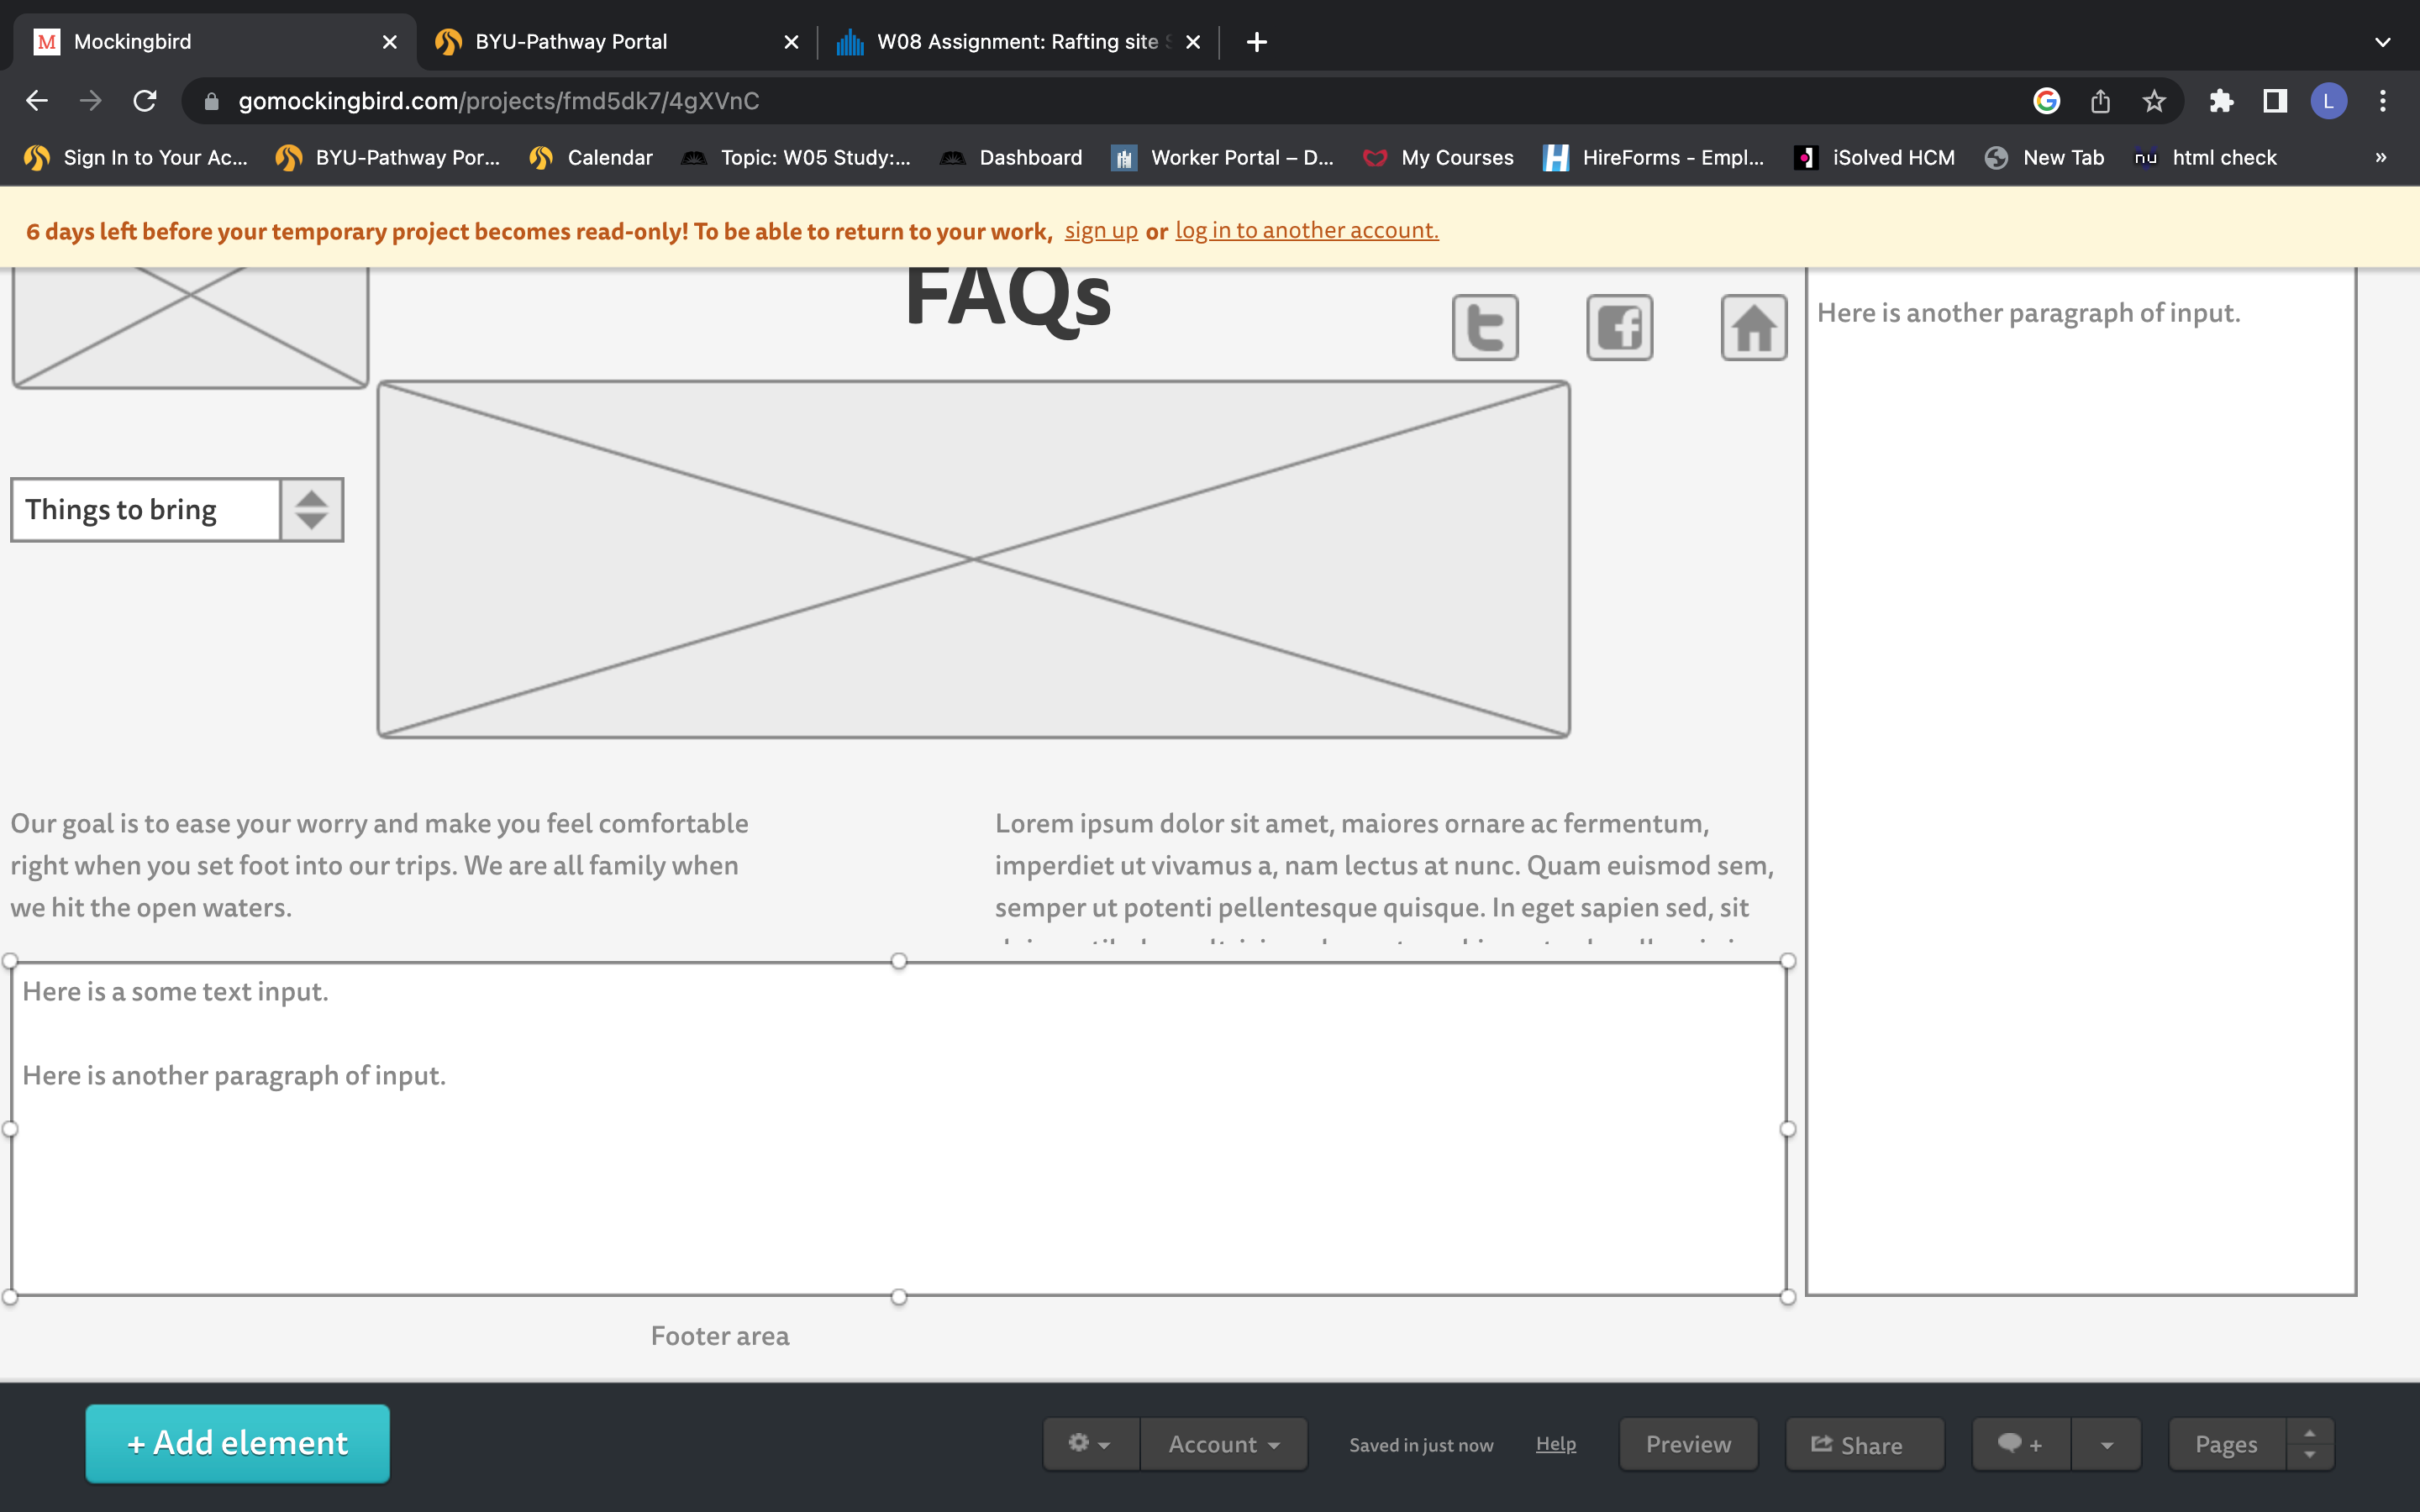 M Mockingbird
BYU-Pathway Portal
W08 Assignment: Rafting site
gomockingbird.com/projects/fmd5dk7/4gXVnC
L
Sign In to Your Ac...
BYU-Pathway Por...
Calendar
Topic: W05 Study:...
Dashboard
Worker Portal – D...
My Courses
H HireForms - Empl...
iSolved HCM
New Tab
nu html check
»
6 days left before your temporary project becomes read-only! To be able to return to your work, sign up or log in to another account.
FAQs
Here is another paragraph of input.
Things to bring
Our goal is to ease your worry and make you feel comfortable
right when you set foot into our trips. We are all family when
we hit the open waters.
Lorem ipsum dolor sit amet, maiores ornare ac fermentum,
imperdiet ut vivamus a, nam lectus at nunc. Quam euismod sem,
semper ut potenti pellentesque quisque. In eget sapien sed, sit
Here is a some text input.
Here is another paragraph of input.
Footer area
+ Add element
Account
Saved in just now
Help
Preview
Share
+
Pages